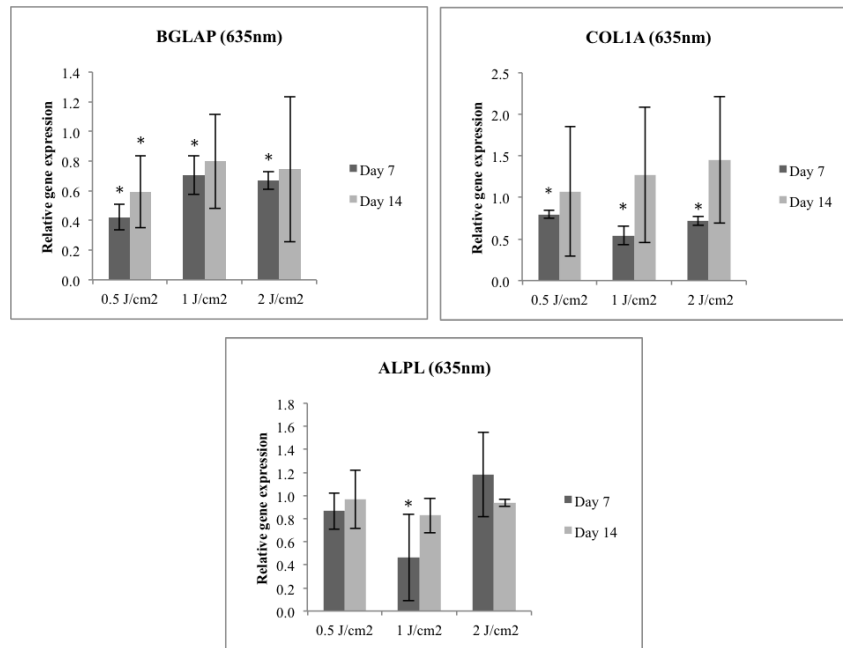 BGLAP (635nm)
Relative gene expression
1.4
1.2
1.0
0.8
0.6
0.4
0.2
0.0
*
*
*
*
0.5 J/cm2 1 J/cm2 2 J/cm2
Day 7
Day 14
COL1A (635nm)
Relative gene expression
2.5
2.0
1.5
1.0
0.5
0.0
*
*
*
0.5 J/cm2 1 J/cm2 2 J/cm2
Day 7
Day 14
ALPL (635nm)
Relative gene expression
1.8
1.6
1.4
1.2
1.0
0.8
0.6
0.4
0.2
0.0
*
0.5 J/cm2 1 J/cm2 2 J/cm2
Day 7
Day 14